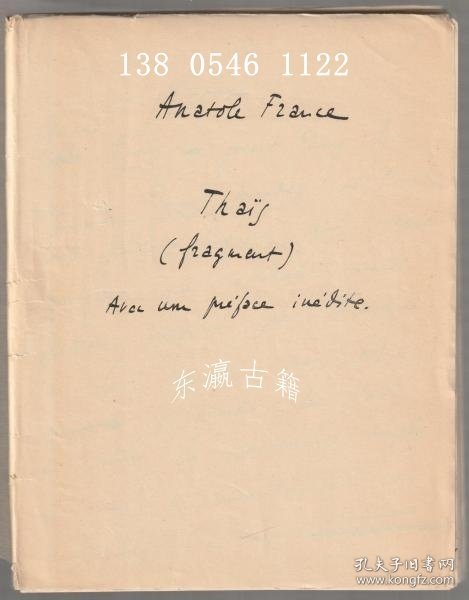 138 0546 1122
Anatole France
Thaïs
(fragment)
Avec une préface inédite.
东瀛古籍
孔夫子旧书网
www.kongfz.com